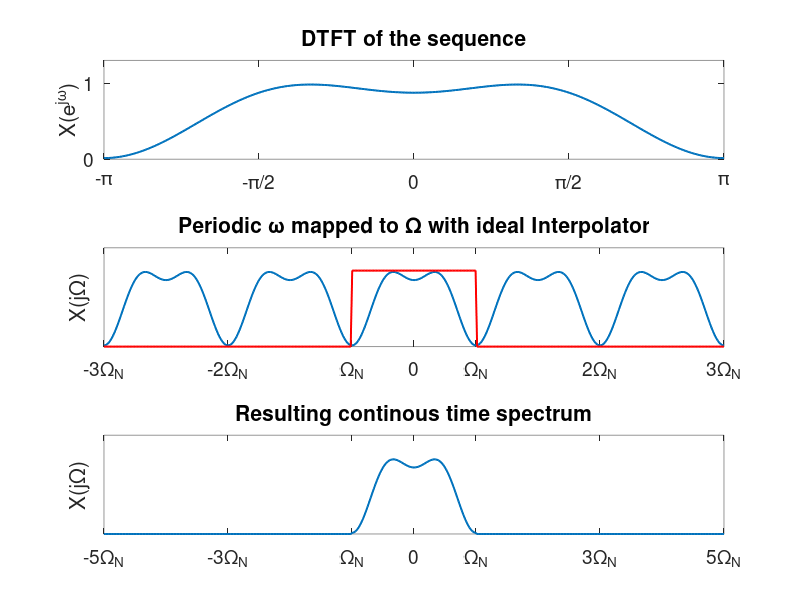 DTFT of the sequence
X(e^jω)
1
0
-π -π/2 0 π/2 π
Periodic ω mapped to Ω with ideal Interpolator
X(jΩ)
-3Ω_N -2Ω_N Ω_N 0 Ω_N 2Ω_N 3Ω_N
Resulting continous time spectrum
X(jΩ)
-5Ω_N -3Ω_N Ω_N 0 Ω_N 3Ω_N 5Ω_N